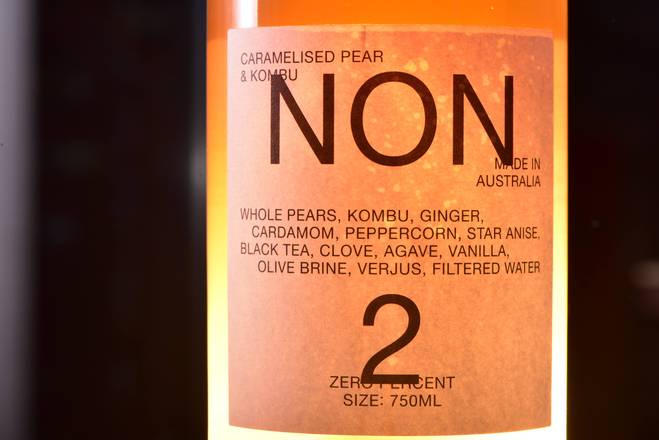 CARAMELISED PEAR
& KOMBU
NON
MADE IN
AUSTRALIA
WHOLE PEARS, KOMBU, GINGER,
CARDAMOM, PEPPERCORN, STAR ANISE,
BLACK TEA, CLOVE, AGAVE, VANILLA,
OLIVE BRINE, VERJUS, FILTERED WATER
2
ZERO PERCENT
SIZE: 750ML